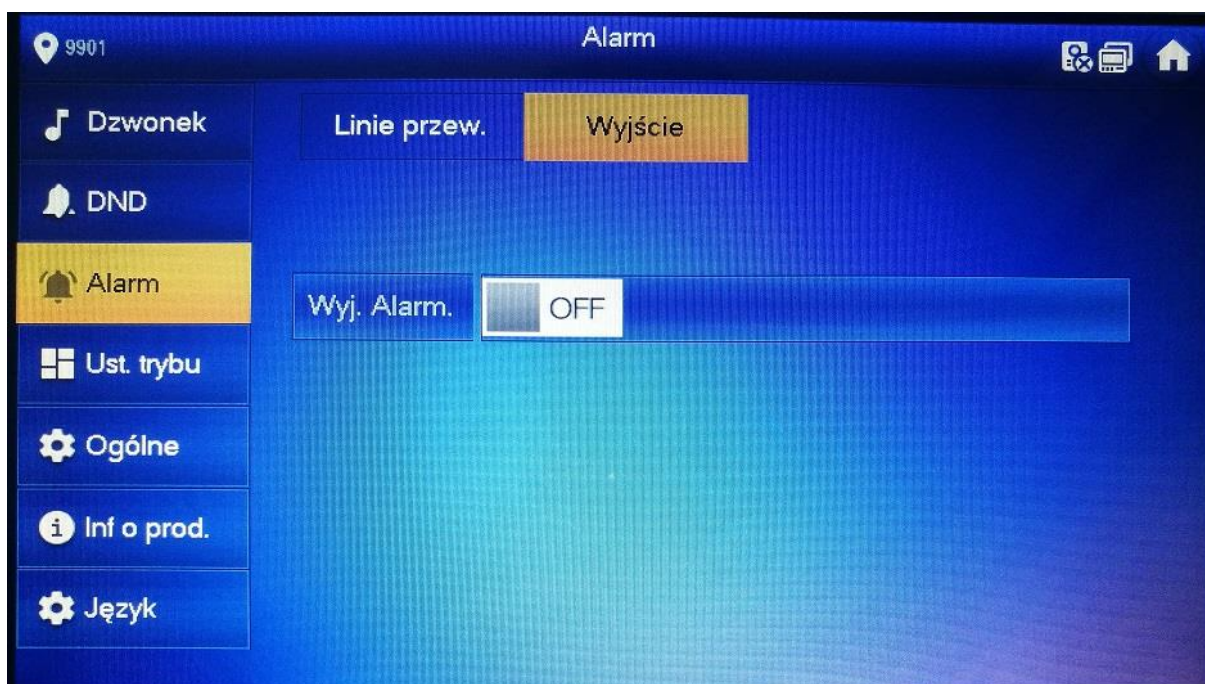 9901
Alarm
Dzwonek
DND
Alarm
Ust. trybu
Ogólne
Inf o prod.
Język
Linie przew.
Wyjście
Wyj. Alarm.
OFF